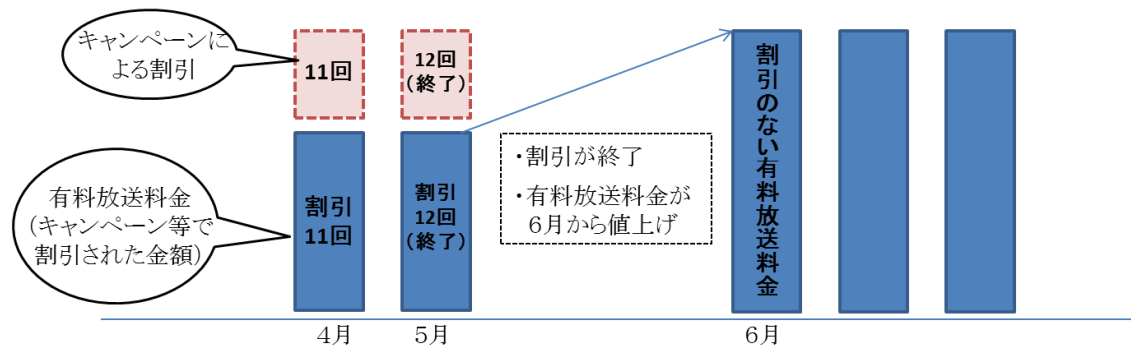 キャンペーンに
よる割引
11回
12回
(終了)
有料放送料金
(キャンペーン等で
割引された金額)
割引
11回
割引
12回
(終了)
・割引が終了
・有料放送料金が
６月から値上げ
割引のない有料放送料金
４月
５月
６月